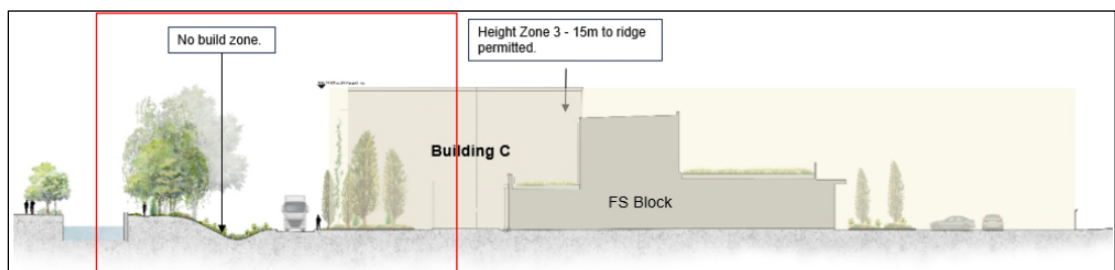 No build zone.
Height Zone 3 - 15m to ridge
permitted.
Building C
FS Block